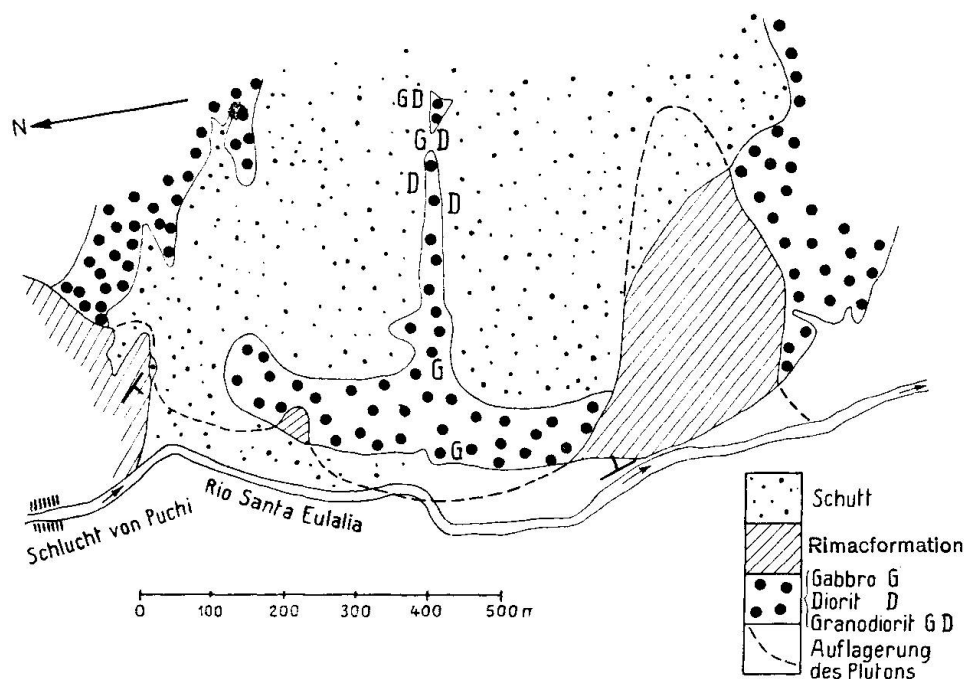 N
GD
G D
D
D
G
G
Rio Santa Eulalia
Schlucht von Puchi
0 100 200 300 400 500 m
Schutt
Rimacformation
Gabbro G
Diorit D
Granodiorit G D
Auflagerung
des Plutons